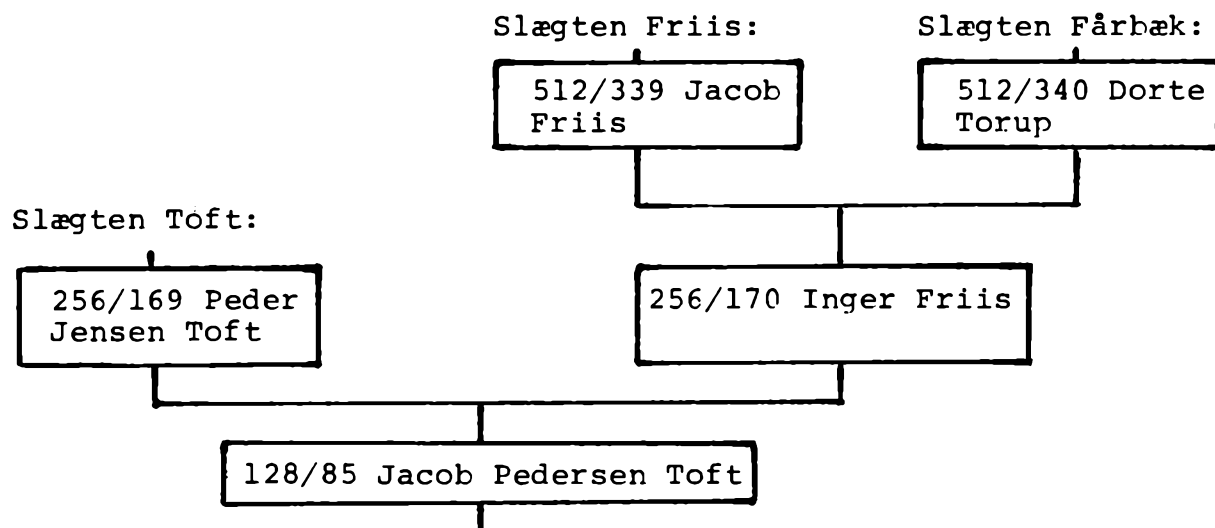 Slægten Friis:
Slægten Fårbæk:
512/339 Jacob
Friis
512/340 Dorte
Torup
Slægten Toft:
256/169 Peder
Jensen Toft
256/170 Inger Friis
128/85 Jacob Pedersen Toft